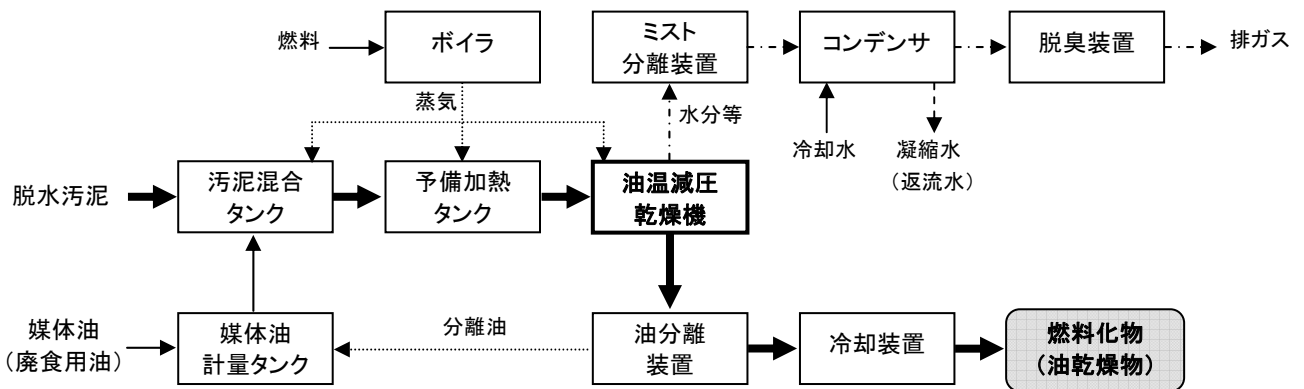 燃料
ボイラ
ミスト
分離装置
コンデンサ
脱臭装置
排ガス
蒸気
水分等
冷却水
凝縮水
（返流水）
脱水汚泥
汚泥混合
タンク
予備加熱
タンク
油温減圧
乾燥機
媒体油
（廃食用油）
媒体油
計量タンク
分離油
油分離
装置
冷却装置
燃料化物
（油乾燥物）